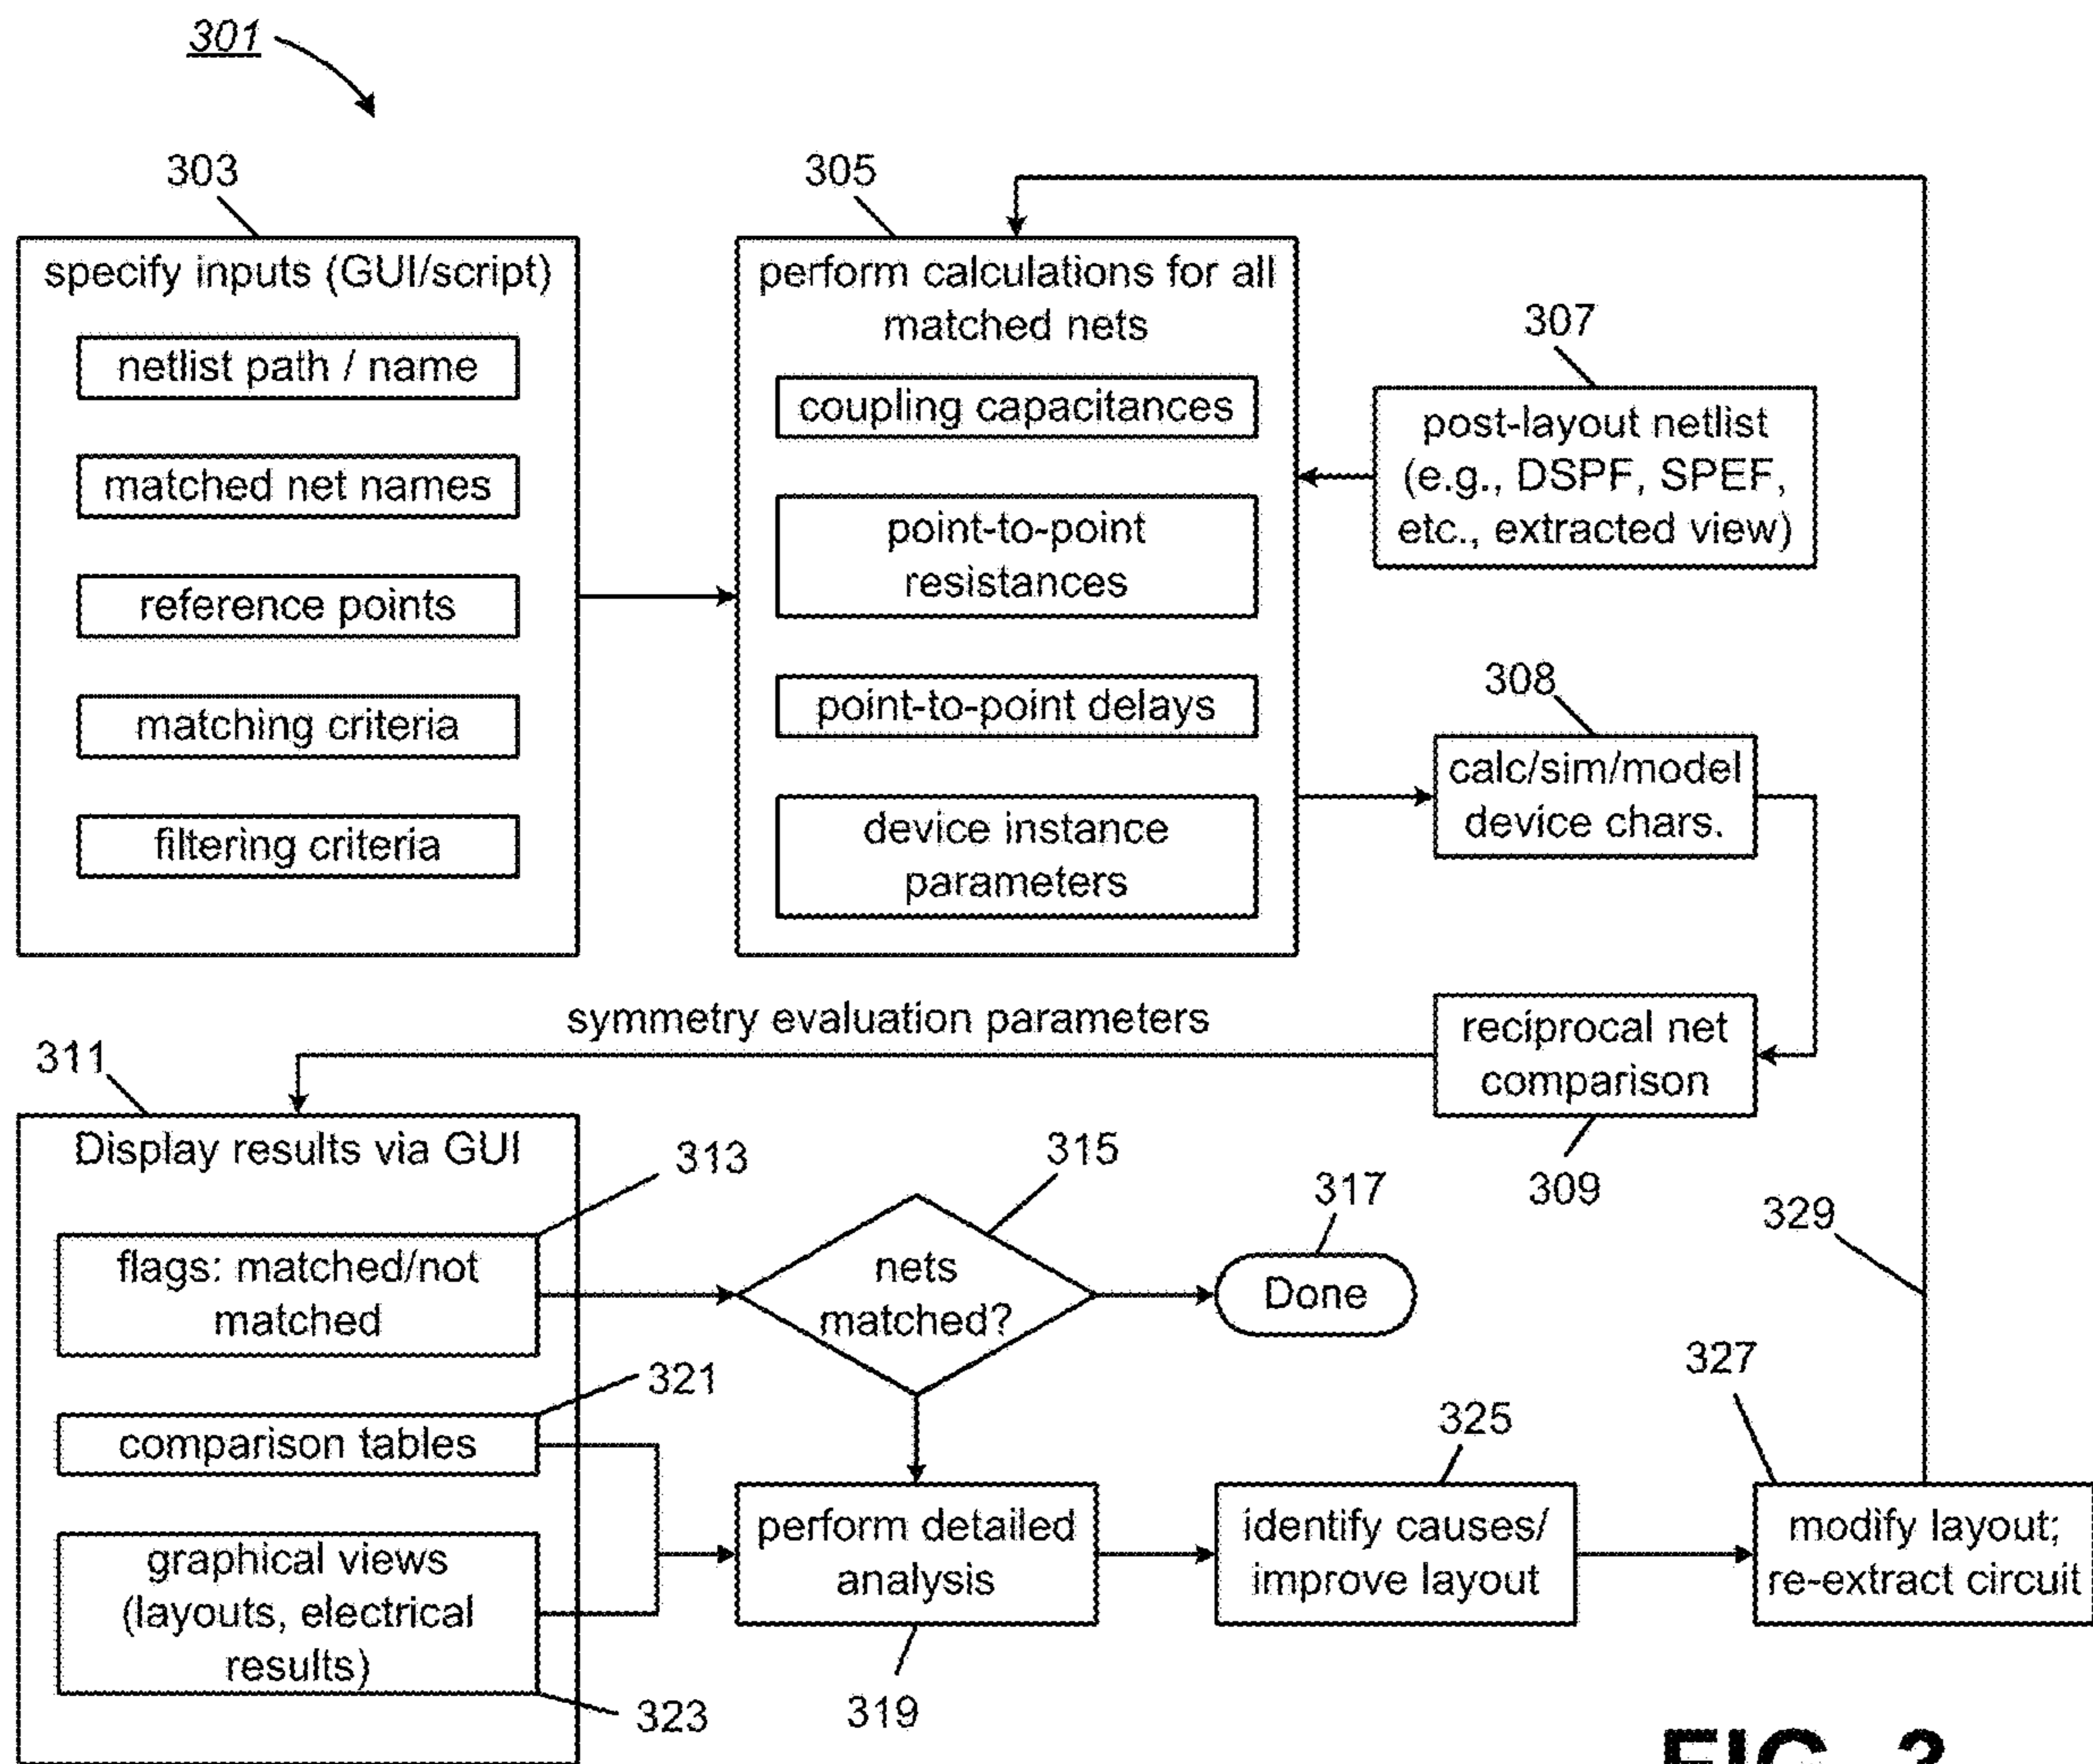 301
303
specify inputs (GUI/script)
netlist path / name
matched net names
reference points
matching criteria
filtering criteria
305
perform calculations for all
matched nets
coupling capacitances
point-to-point
resistances
point-to-point delays
device instance
parameters
307
post-layout netlist
(e.g., DSPF, SPEF,
etc., extracted view)
308
calc/sim/model
device chars.
reciprocal net
comparison
309
symmetry evaluation parameters
311
Display results via GUI
313
flags: matched/not
matched
315
nets
matched?
317
Done
321
comparison tables
graphical views
(layouts, electrical
results)
323
perform detailed
analysis
319
325
identify causes/
improve layout
327
modify layout;
re-extract circuit
329
FIG.